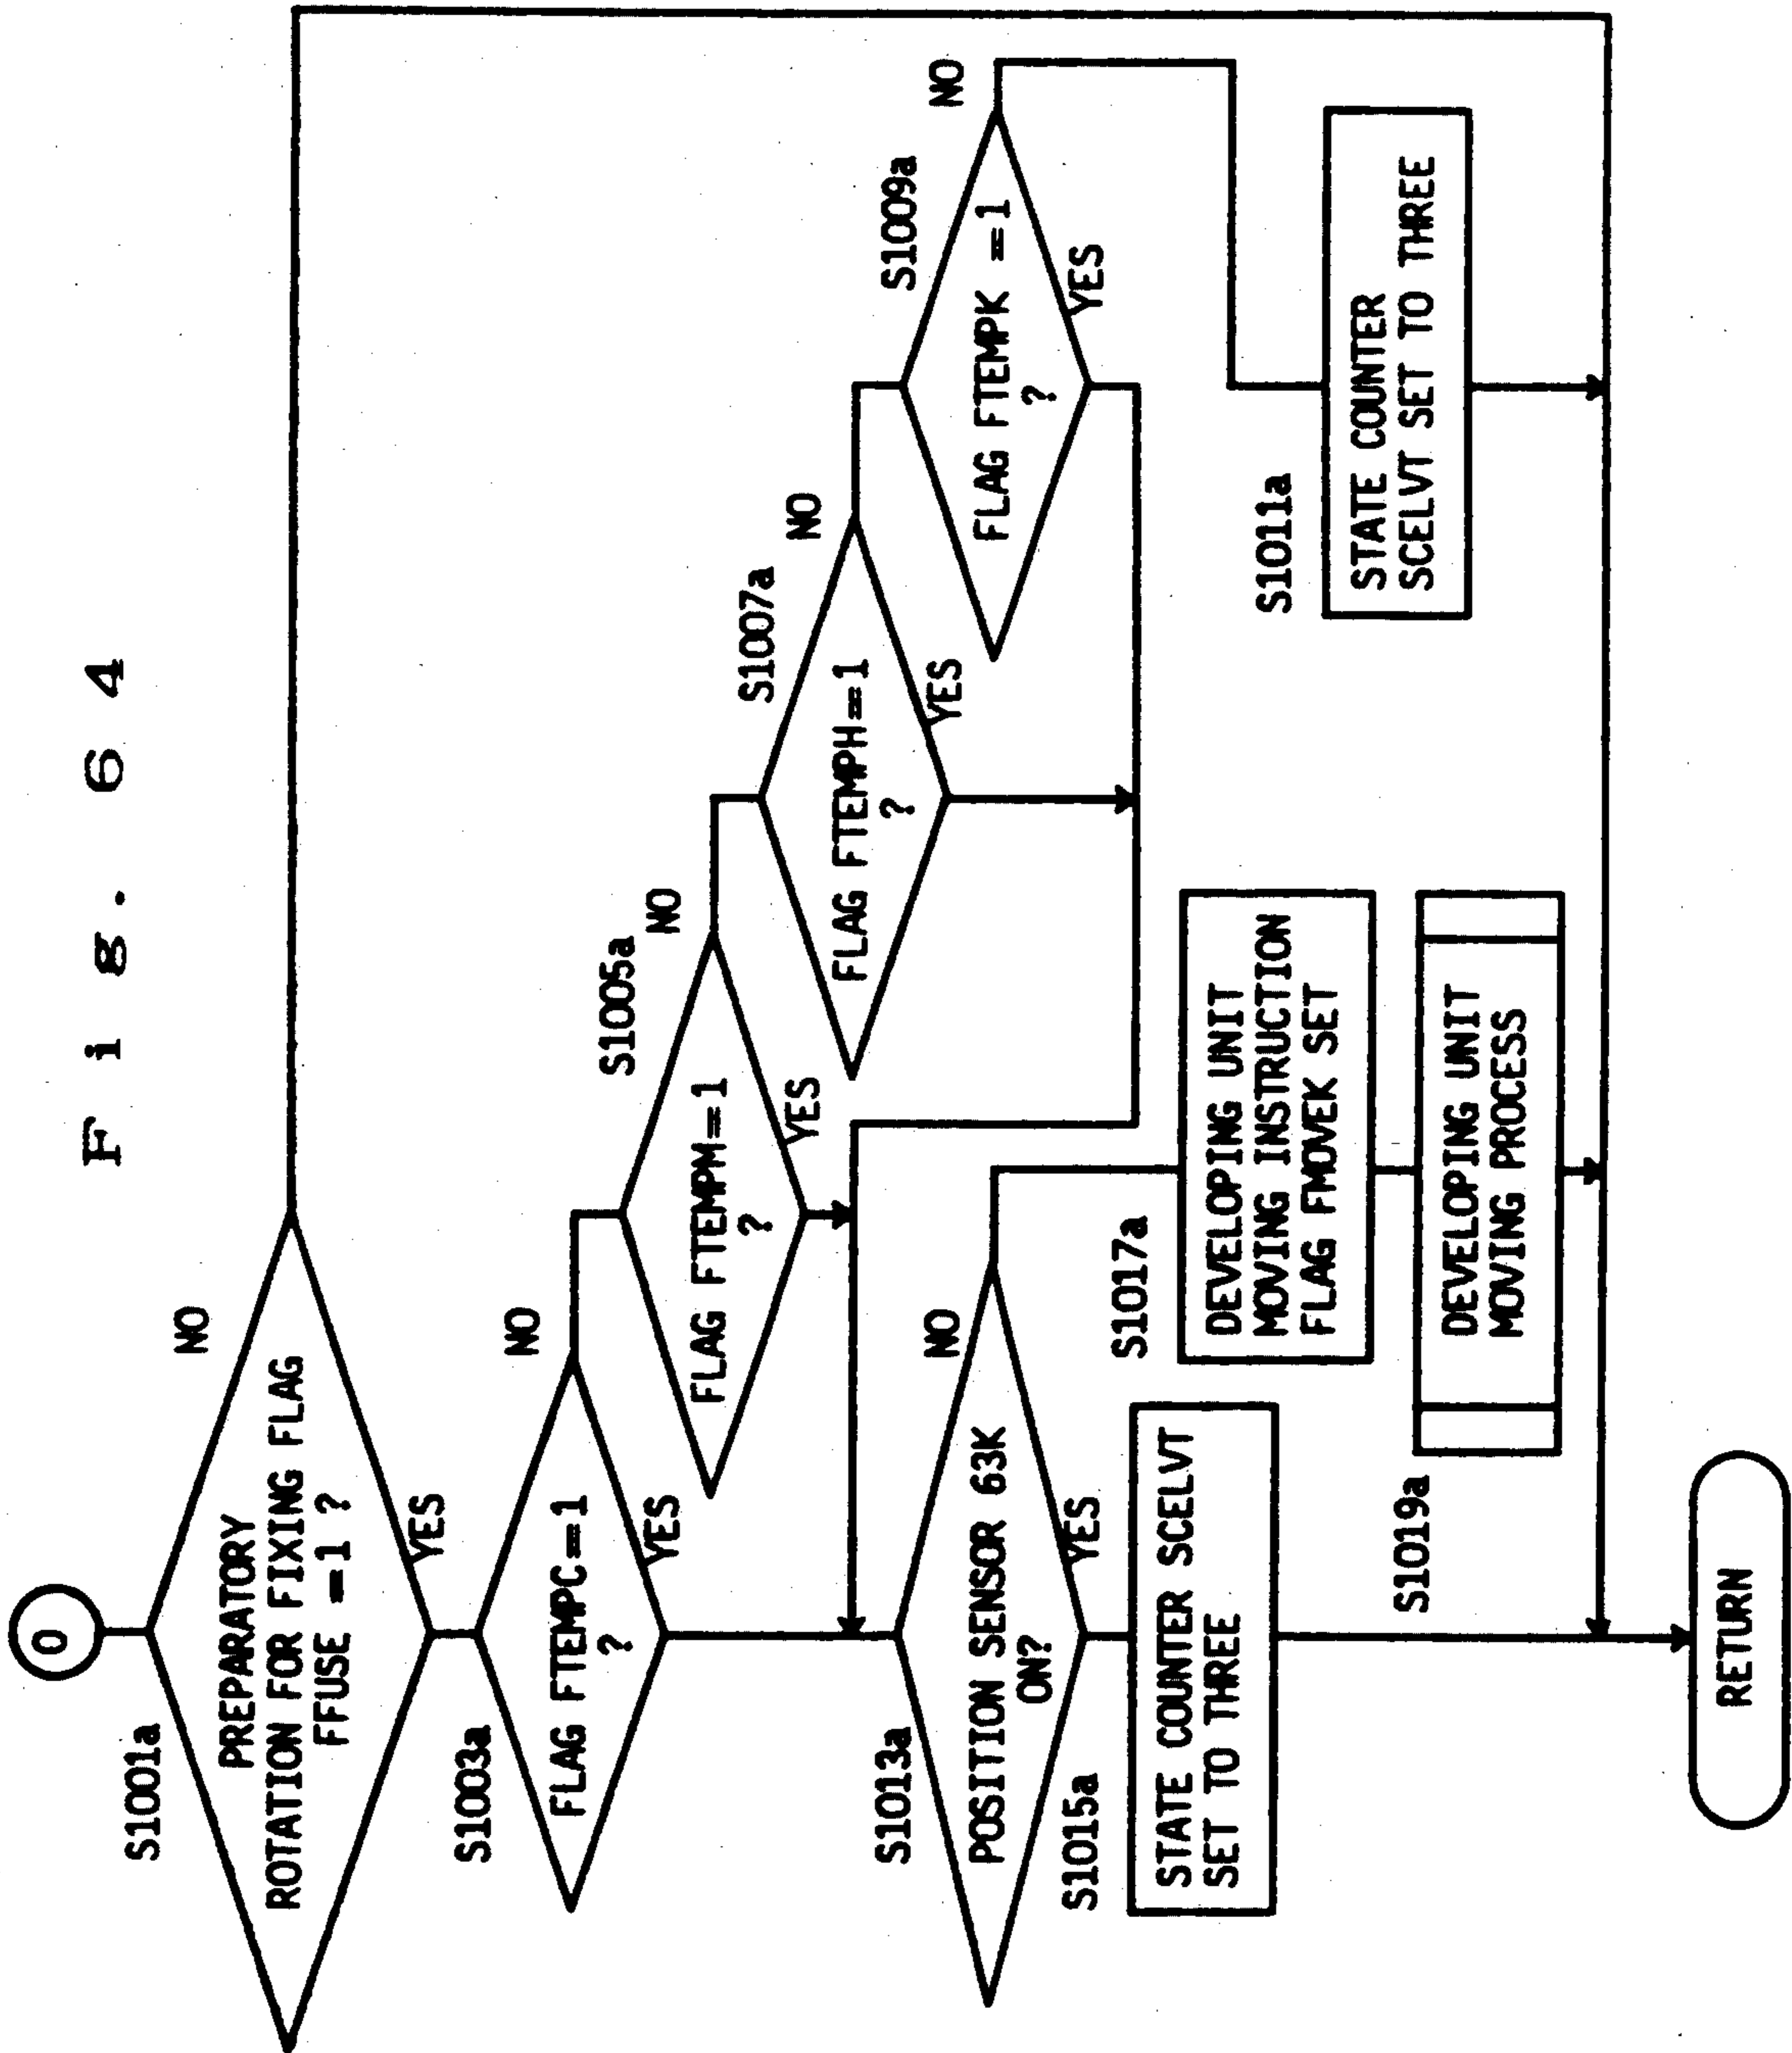 Fig. 64
0
S1001a
PREPARATORY
ROTATION FOR FIXING FLAG
FFUSE =1 ?
NO
YES
S1003a
FLAG FTEMPC=1
?
NO
YES
S1005a
FLAG FTEMPM=1
?
NO
YES
S1007a
FLAG FTEMPH=1
?
NO
YES
S1009a
FLAG FTEMPK =1
?
NO
YES
S1011a
STATE COUNTER
SCELVT SET TO THREE
S1013a
POSITION SENSOR 63K
ON?
NO
YES
S1015a
STATE COUNTER SCELVT
SET TO THREE
S1017a
DEVELOPING UNIT
MOVING INSTRUCTION
FLAG FMOVEK SET
S1019a
DEVELOPING UNIT
MOVING PROCESS
RETURN